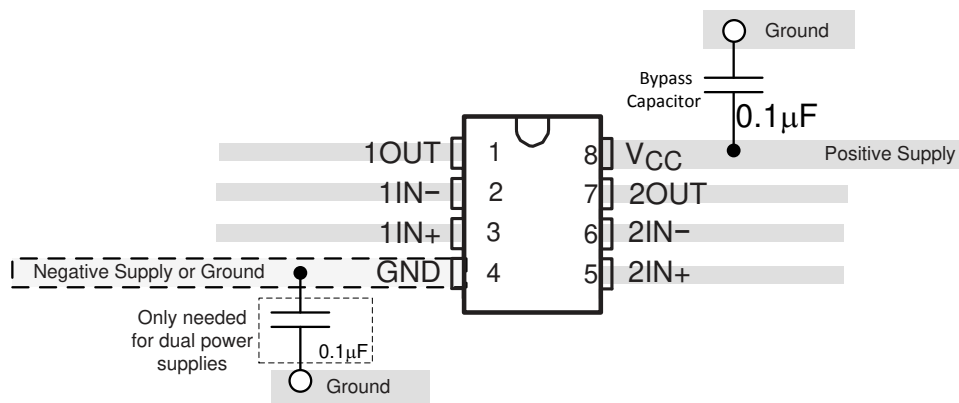 Ground
Bypass
Capacitor
0.1μF
1OUT 1 8 VCC Positive Supply
1IN− 2 7 2OUT
1IN+ 3 6 2IN−
Negative Supply or Ground GND 4 5 2IN+
Only needed
for dual power
supplies
0.1μF
Ground